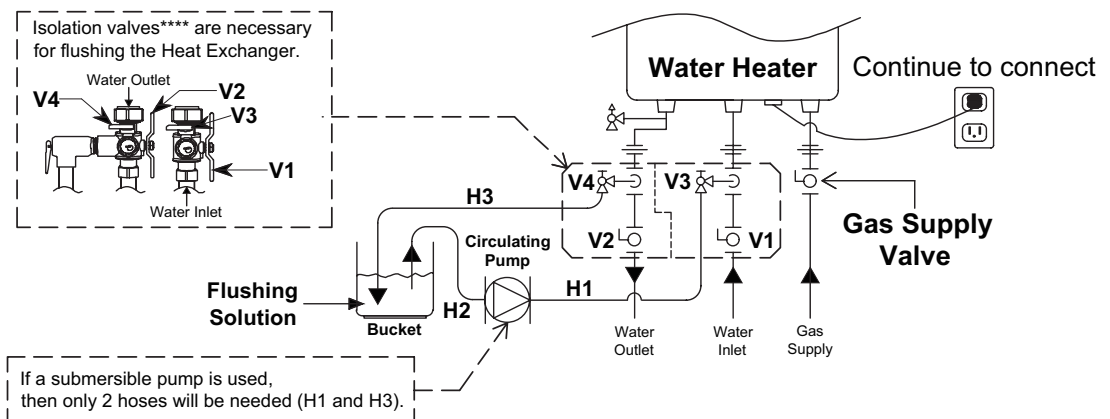 Isolation valves**** are necessary
for flushing the Heat Exchanger.
Water Outlet
V4
V2
V3
V1
Water Inlet
Water Heater
Continue to connect
V4
V3
H3
V2
V1
Gas Supply
Valve
Circulating
Pump
Flushing
Solution
H2
H1
Bucket
Water
Outlet
Water
Inlet
Gas
Supply
If a submersible pump is used,
then only 2 hoses will be needed (H1 and H3).